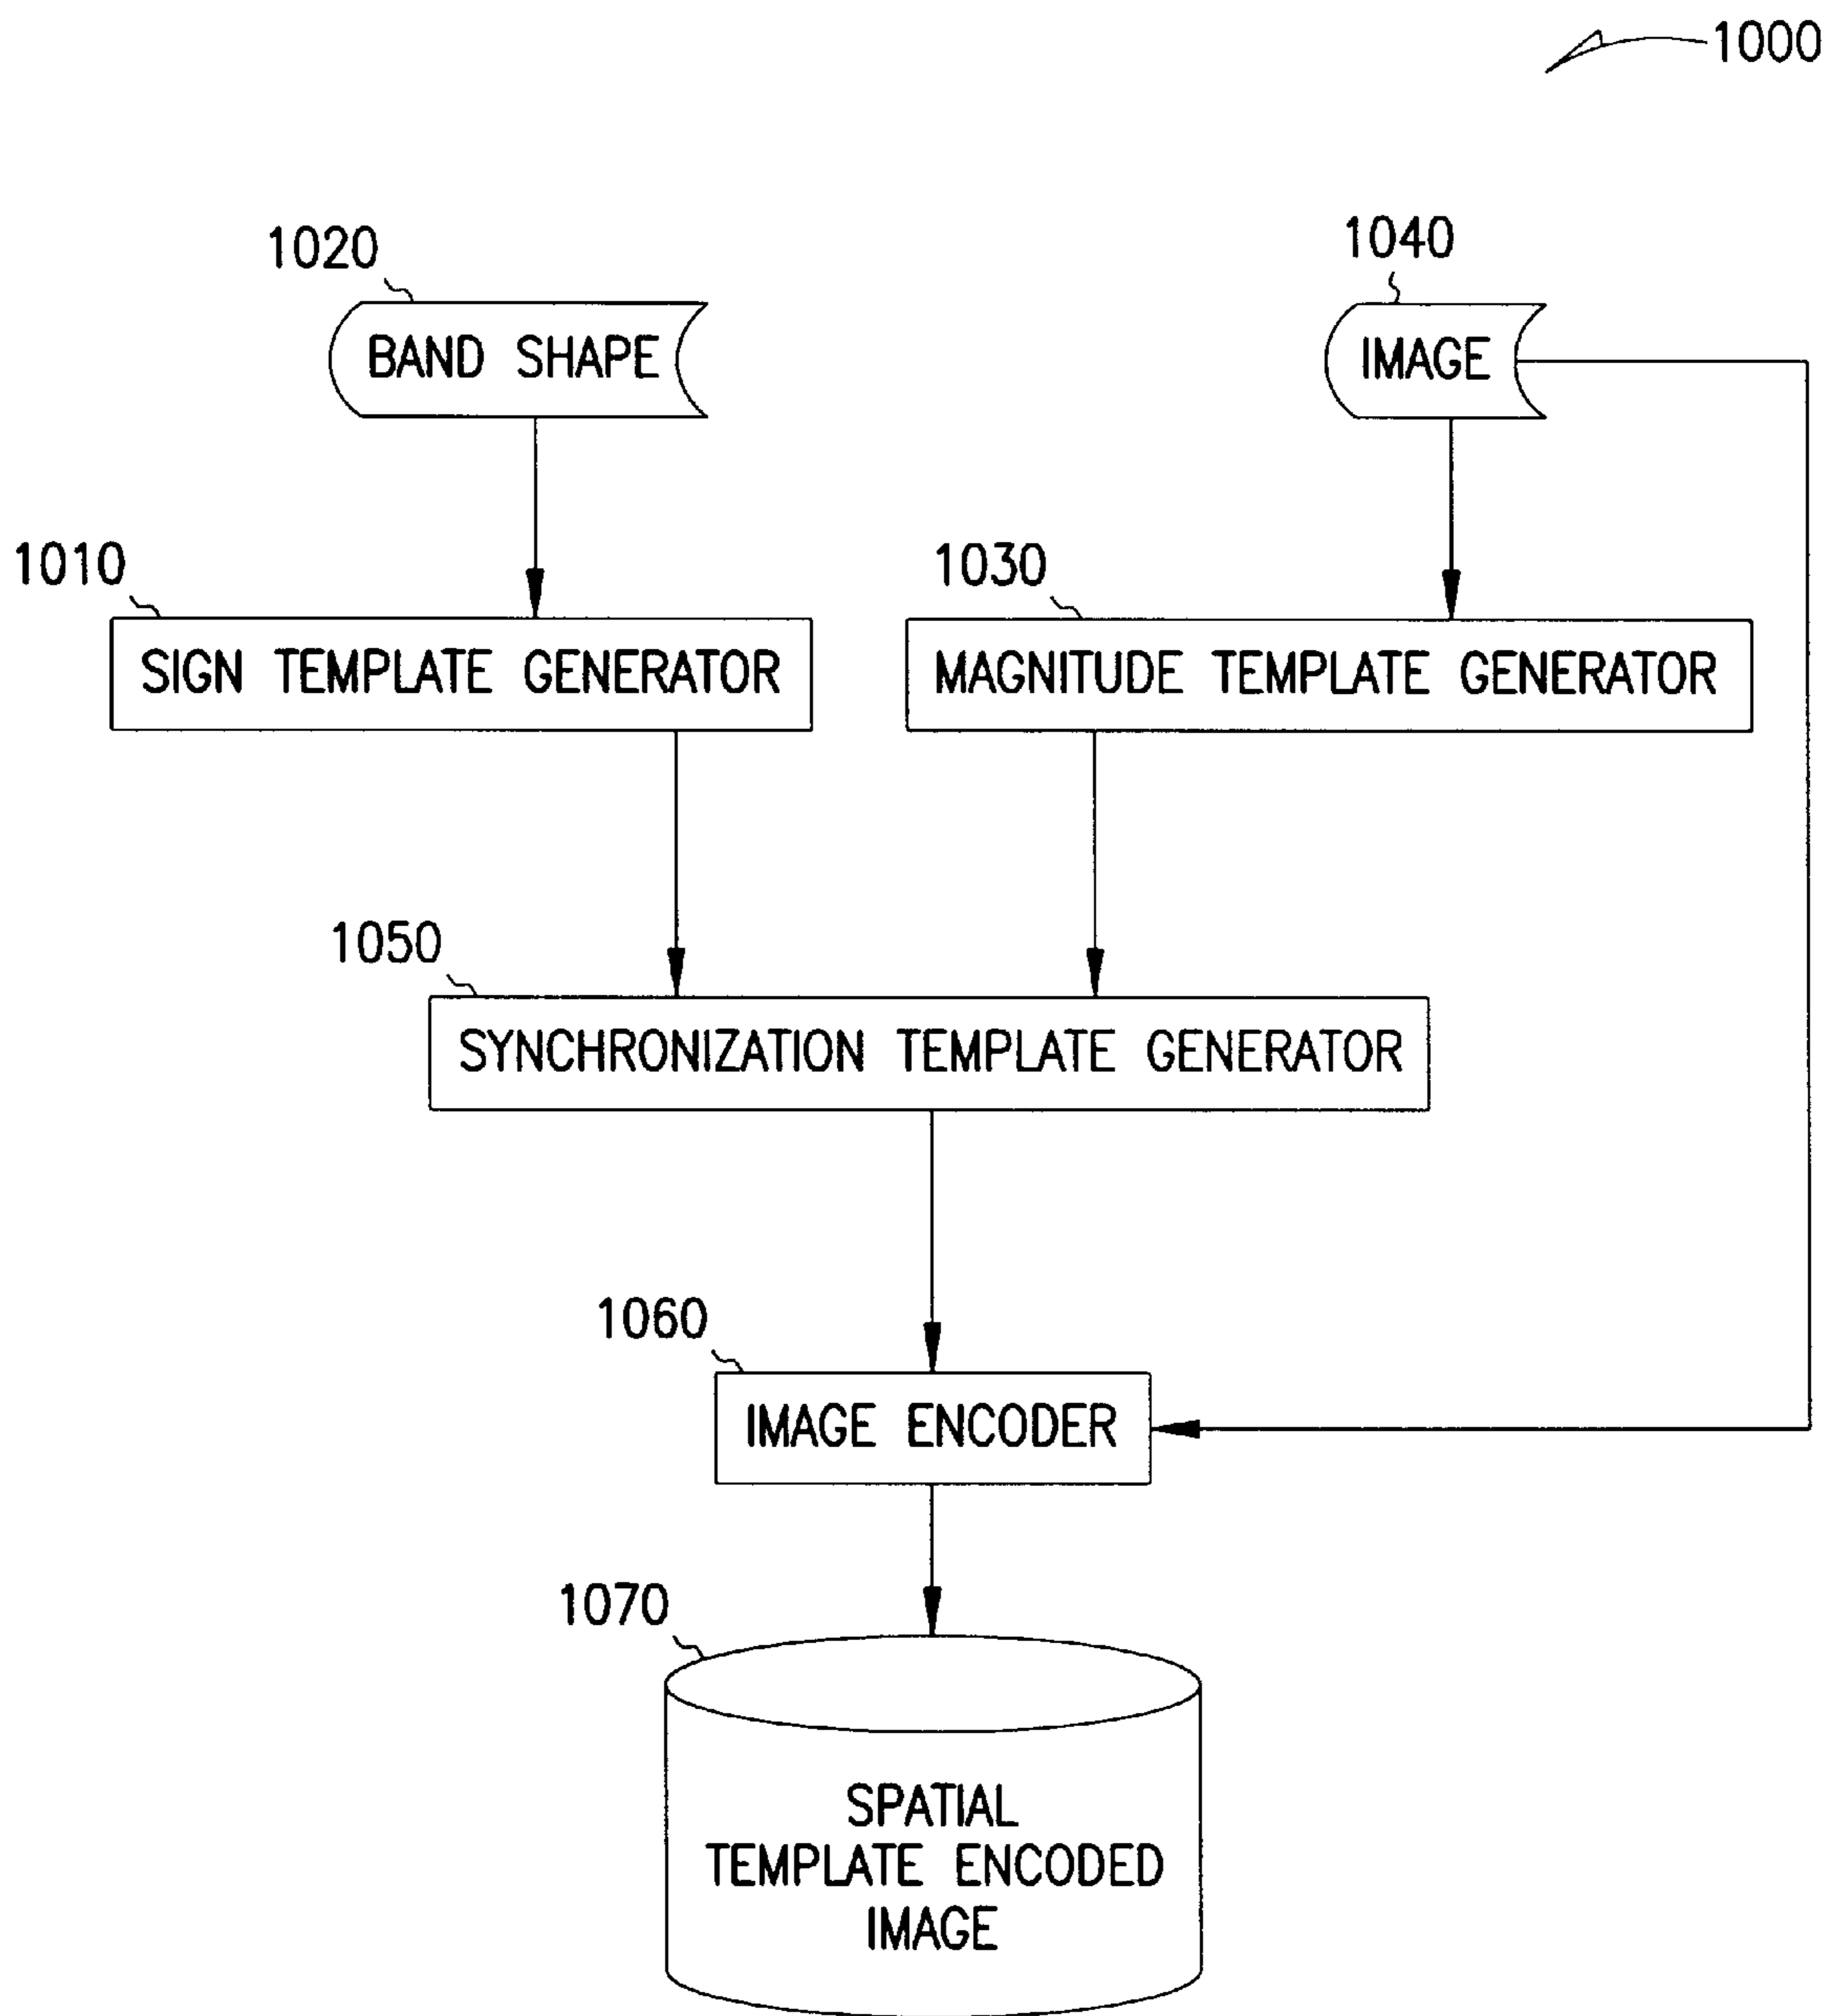 1000
1020
1040
BAND SHAPE
IMAGE
1010
1030
SIGN TEMPLATE GENERATOR
MAGNITUDE TEMPLATE GENERATOR
1050
SYNCHRONIZATION TEMPLATE GENERATOR
1060
IMAGE ENCODER
1070
SPATIAL
TEMPLATE ENCODED
IMAGE